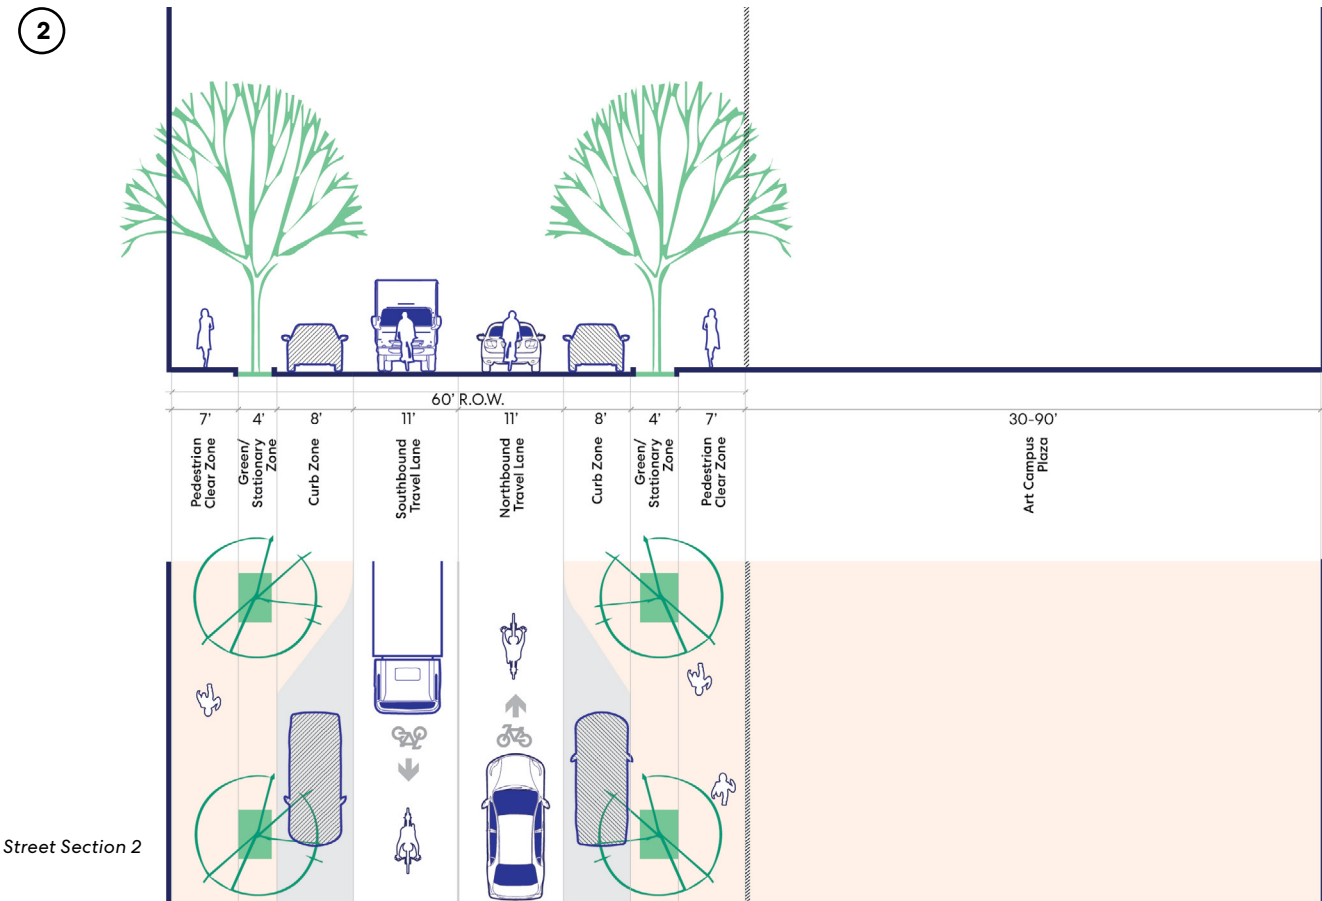 2
60' R.O.W.
7'
4'
8'
11'
11'
8'
4'
7'
30-90'
Pedestrian
Clear Zone
Green/
Stationary
Zone
Curb Zone
Southbound
Travel Lane
Northbound
Travel Lane
Curb Zone
Green/
Stationary
Zone
Pedestrian
Clear Zone
Art Campus
Plaza
Street Section 2